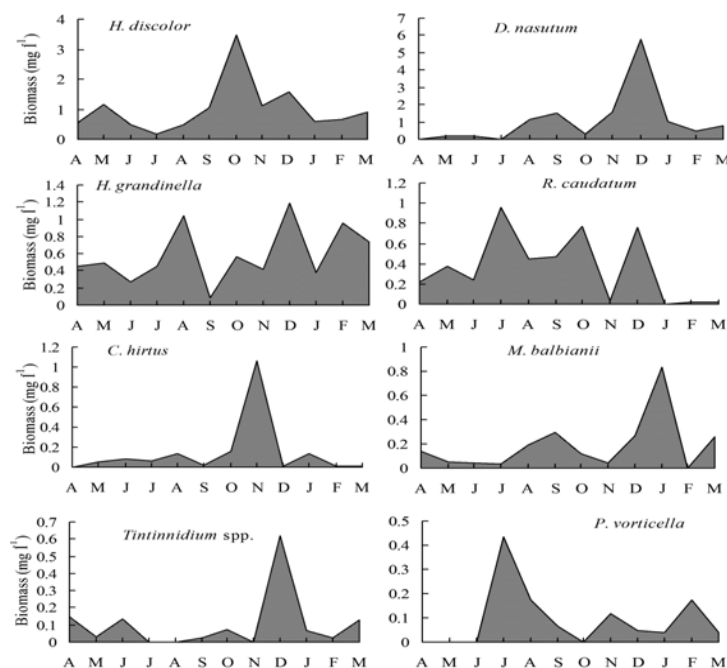 H. discolor
Biomass (mg l¹)
4
3
2
1
0
A M J J A S O N D J F M
D. nasutum
7
6
5
4
3
2
1
0
A M J J A S O N D J F M
H. grandinella
Biomass (mg l¹)
1.4
1.2
1
0.8
0.6
0.4
0.2
0
A M J J A S O N D J F M
R. caudatum
1.2
1
0.8
0.6
0.4
0.2
0
A M J J A S O N D J F M
C. hirtus
Biomass (mg l¹)
1.2
1
0.8
0.6
0.4
0.2
0
A M J J A S O N D J F M
M. balbianii
1
0.8
0.6
0.4
0.2
0
A M J J A S O N D J F M
Tintinnidium spp.
Biomass (mg l¹)
0.7
0.6
0.5
0.4
0.3
0.2
0.1
0
A M J J A S O N D J F M
P. vorticella
0.5
0.4
0.3
0.2
0.1
0
A M J J A S O N D J F M